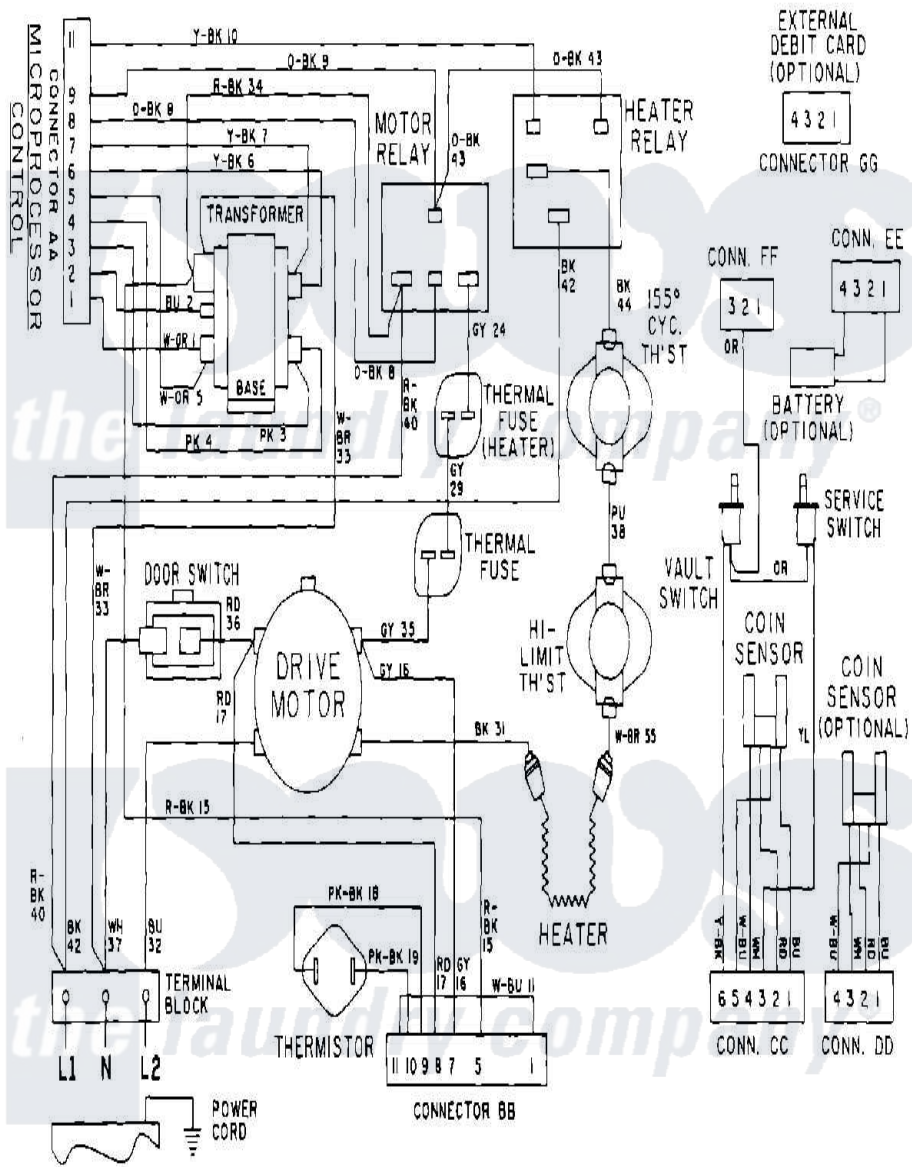 EXTERNAL
DEBIT CARD
(OPTIONAL)
4 3 2 1
CONNECTOR GG
MICROPROCESSOR
CONTROL
CONNECTOR AA
11
9
8
7
6
5
4
3
2
1
Y-BK 10
O-BK 9
R-BK 34
O-BK 8
Y-BK 7
Y-BK 6
TRANSFORMER
BU 2
W-OR 1
W-OR 5
BASE
PK 4
PK 3
MOTOR
RELAY
O-BK
43
O-BK 43
HEATER
RELAY
GY 24
O-BK 8
R-
BK
40
W-
BR
33
BK
42
BK
44
155°
CYC.
TH'ST
CONN. FF
3 2 1
OR
CONN. EE
4 3 2 1
BATTERY
(OPTIONAL)
THERMAL
FUSE
(HEATER)
GY
29
THERMAL
FUSE
PU
38
SERVICE
SWITCH
VAULT
SWITCH
OR
W-
BR
33
DOOR SWITCH
RD
36
DRIVE
MOTOR
GY 35
GY 16
RD
17
HI-
LIMIT
TH'ST
BK 31
W-BR 55
COIN
SENSOR
COIN
SENSOR
(OPTIONAL)
YL
R-BK 15
HEATER
R-
BK
40
BK
42
WH
37
BU
32
PK-BK 18
PK-BK 19
RD
17
GY
16
R-
BK
15
W-BU 11
THERMISTOR
TERMINAL
BLOCK
L1 N L2
POWER
CORD
11 10 9 8 7 5 1
CONNECTOR BB
Y-BK
W-BU
WH
RD
BU
6 5 4 3 2 1
CONN. CC
W-BU
WH
RD
BU
4 3 2 1
CONN. DD
the laundry company®
the laundry company®